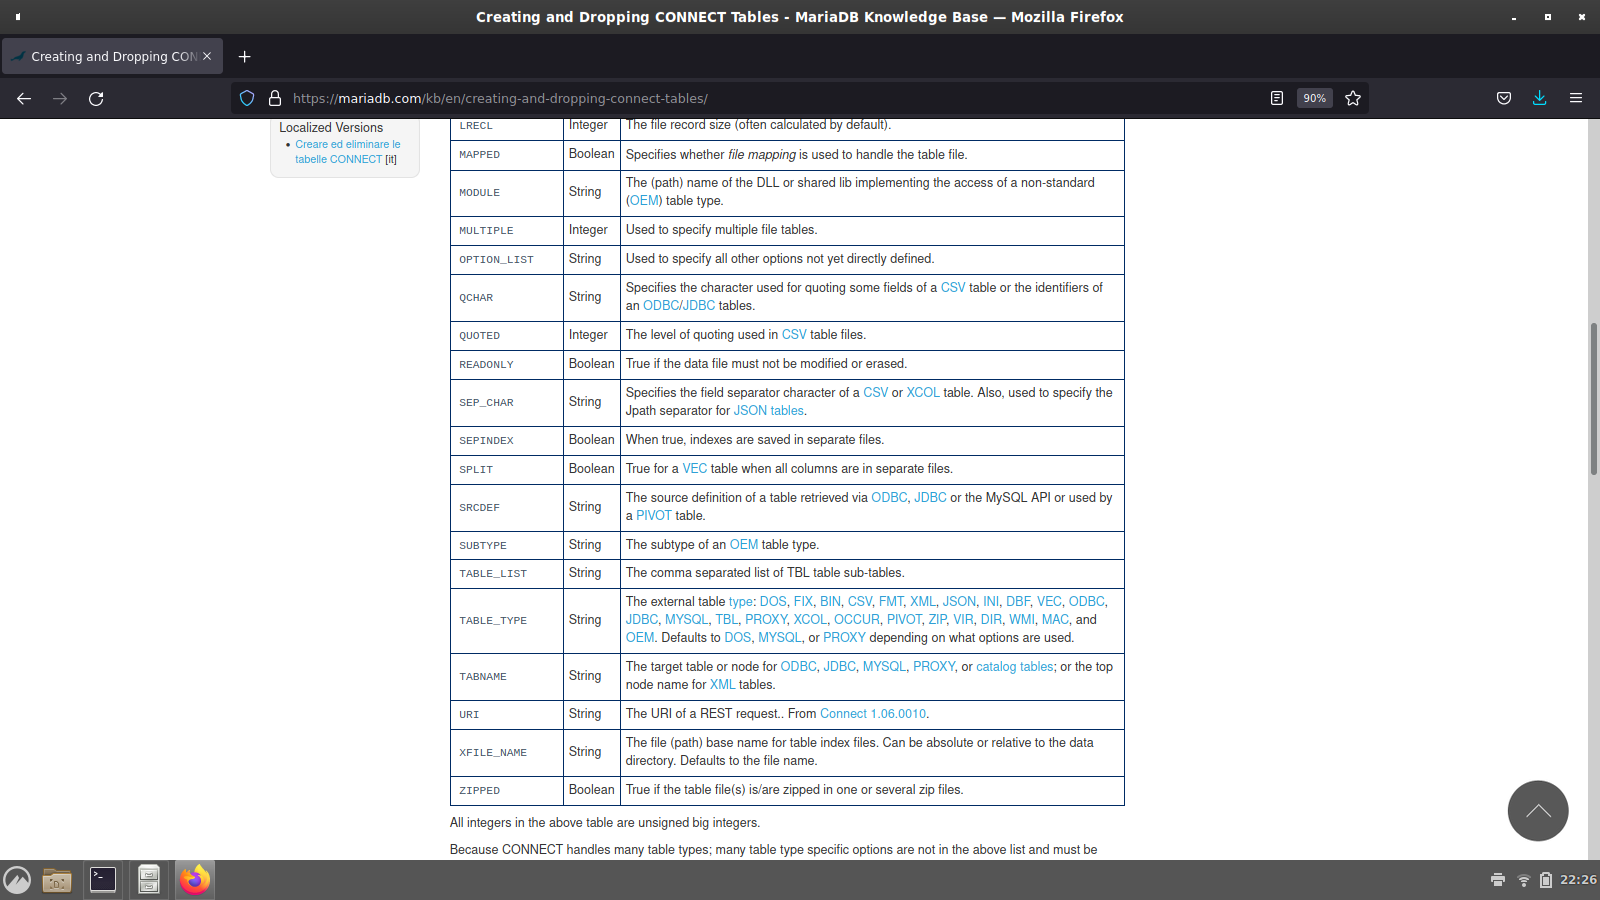 Creating and Dropping CONNECT Tables - MariaDB Knowledge Base — Mozilla Firefox
Creating and Dropping CON
https://mariadb.com/kb/en/creating-and-dropping-connect-tables/
90%
Localized Versions
Creare ed eliminare le
tabelle CONNECT [it]
LRECL Integer The file record size (often calculated by default).
MAPPED Boolean Specifies whether file mapping is used to handle the table file.
MODULE String The (path) name of the DLL or shared lib implementing the access of a non-standard
(OEM) table type.
MULTIPLE Integer Used to specify multiple file tables.
OPTION_LIST String Used to specify all other options not yet directly defined.
QCHAR String Specifies the character used for quoting some fields of a CSV table or the identifiers of
an ODBC/JDBC tables.
QUOTED Integer The level of quoting used in CSV table files.
READONLY Boolean True if the data file must not be modified or erased.
SEP_CHAR String Specifies the field separator character of a CSV or XCOL table. Also, used to specify the
Jpath separator for JSON tables.
SEPINDEX Boolean When true, indexes are saved in separate files.
SPLIT Boolean True for a VEC table when all columns are in separate files.
SRCDEF String The source definition of a table retrieved via ODBC, JDBC or the MySQL API or used by
a PIVOT table.
SUBTYPE String The subtype of an OEM table type.
TABLE_LIST String The comma separated list of TBL table sub-tables.
TABLE_TYPE String The external table type: DOS, FIX, BIN, CSV, FMT, XML, JSON, INI, DBF, VEC, ODBC,
JDBC, MYSQL, TBL, PROXY, XCOL, OCCUR, PIVOT, ZIP, VIR, DIR, WMI, MAC, and
OEM. Defaults to DOS, MYSQL, or PROXY depending on what options are used.
TABNAME String The target table or node for ODBC, JDBC, MYSQL, PROXY, or catalog tables; or the top
node name for XML tables.
URI String The URI of a REST request.. From Connect 1.06.0010.
XFILE_NAME String The file (path) base name for table index files. Can be absolute or relative to the data
directory. Defaults to the file name.
ZIPPED Boolean True if the table file(s) is/are zipped in one or several zip files.
All integers in the above table are unsigned big integers.
Because CONNECT handles many table types; many table type specific options are not in the above list and must be
22:26